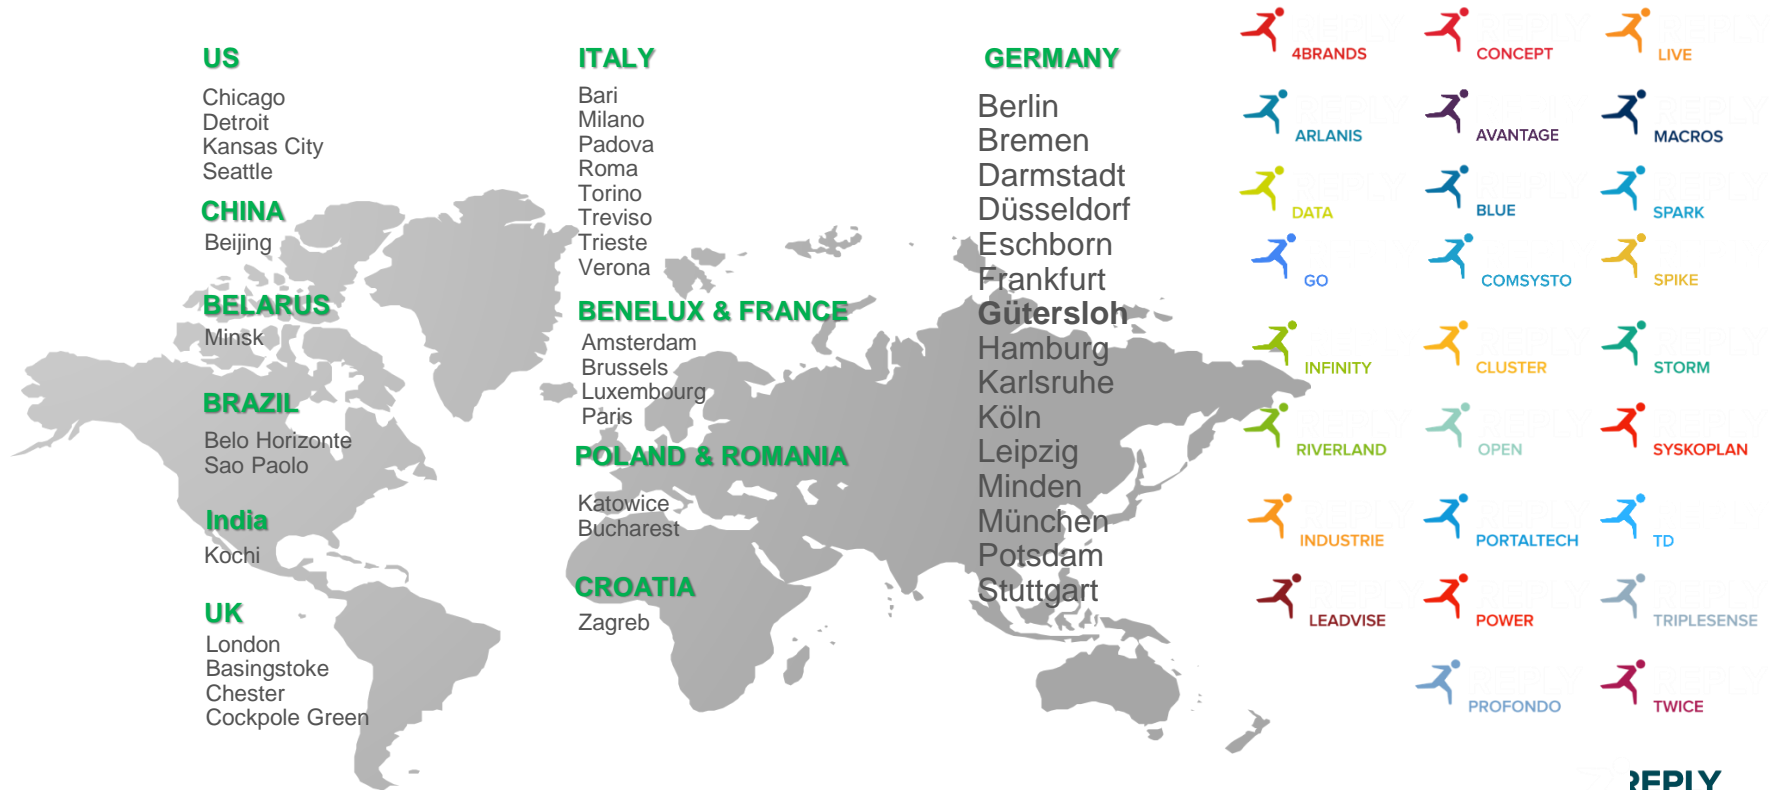 US
Chicago
Detroit
Kansas City
Seattle
CHINA
Beijing
BELARUS
Minsk
BRAZIL
Belo Horizonte
Sao Paolo
India
Kochi
UK
London
Basingstoke
Chester
Cockpole Green
ITALY
Bari
Milano
Padova
Roma
Torino
Treviso
Trieste
Verona
BENELUX & FRANCE
Amsterdam
Brussels
Luxembourg
Paris
POLAND & ROMANIA
Katowice
Bucharest
CROATIA
Zagreb
GERMANY
Berlin
Bremen
Darmstadt
Düsseldorf
Eschborn
Frankfurt
Gütersloh
Hamburg
Karlsruhe
Köln
Leipzig
Minden
München
Potsdam
Stuttgart
4BRANDS
CONCEPT
LIVE
ARLANIS
AVANTAGE
MACROS
DATA
BLUE
SPARK
GO
COMSYSTO
SPIKE
INFINITY
CLUSTER
STORM
RIVERLAND
OPEN
SYSKOPLAN
INDUSTRIE
PORTALTECH
TD
LEADVISE
POWER
TRIPLESENSE
PROFONDO
TWICE
REPLY